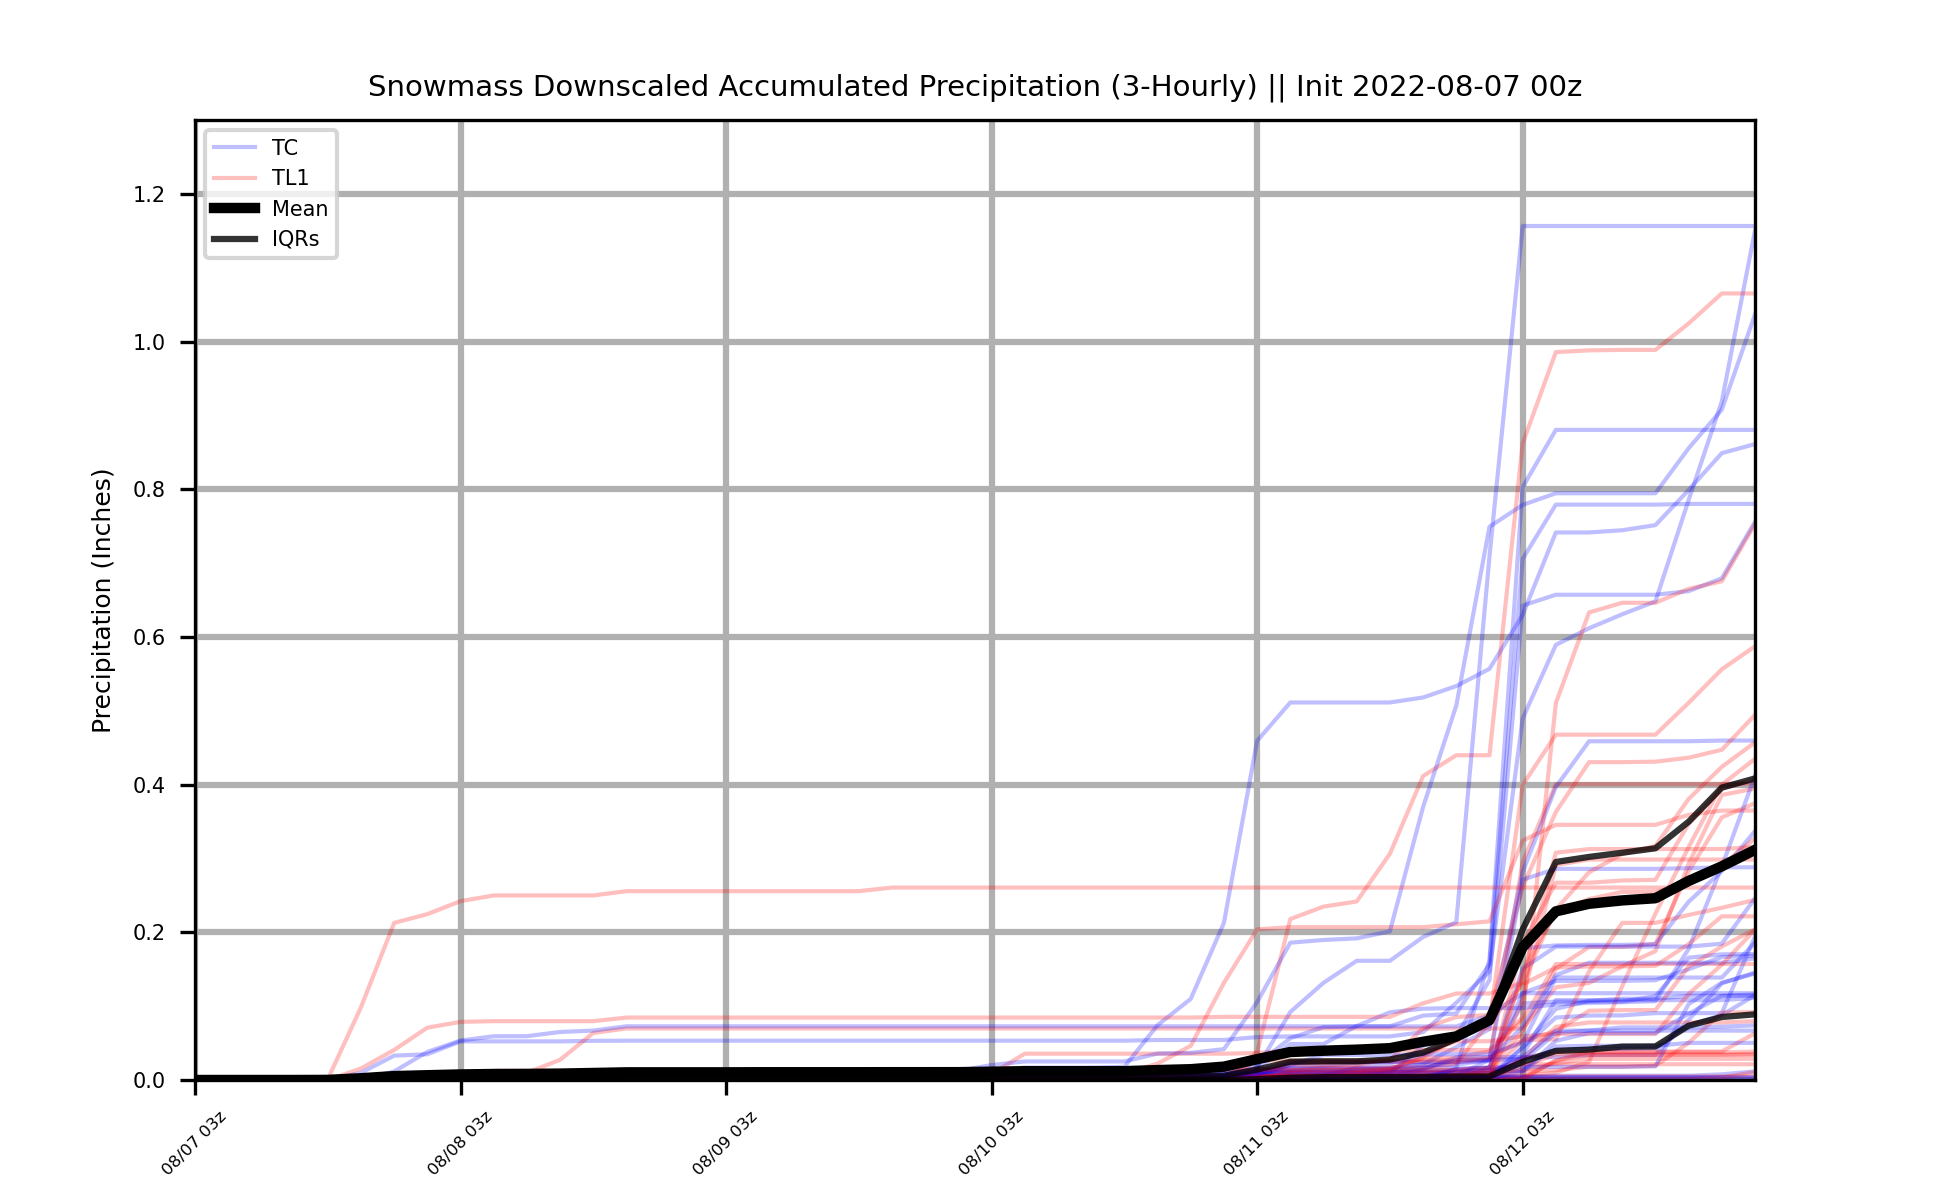 Snowmass Downscaled Accumulated Precipitation (3-Hourly) || Init 2022-08-07 00z
TC
TL1
Mean
IQRs
Precipitation (Inches)
1.2
1.0
0.8
0.6
0.4
0.2
0.0
08/07 03z
08/08 03z
08/09 03z
08/10 03z
08/11 03z
08/12 03z